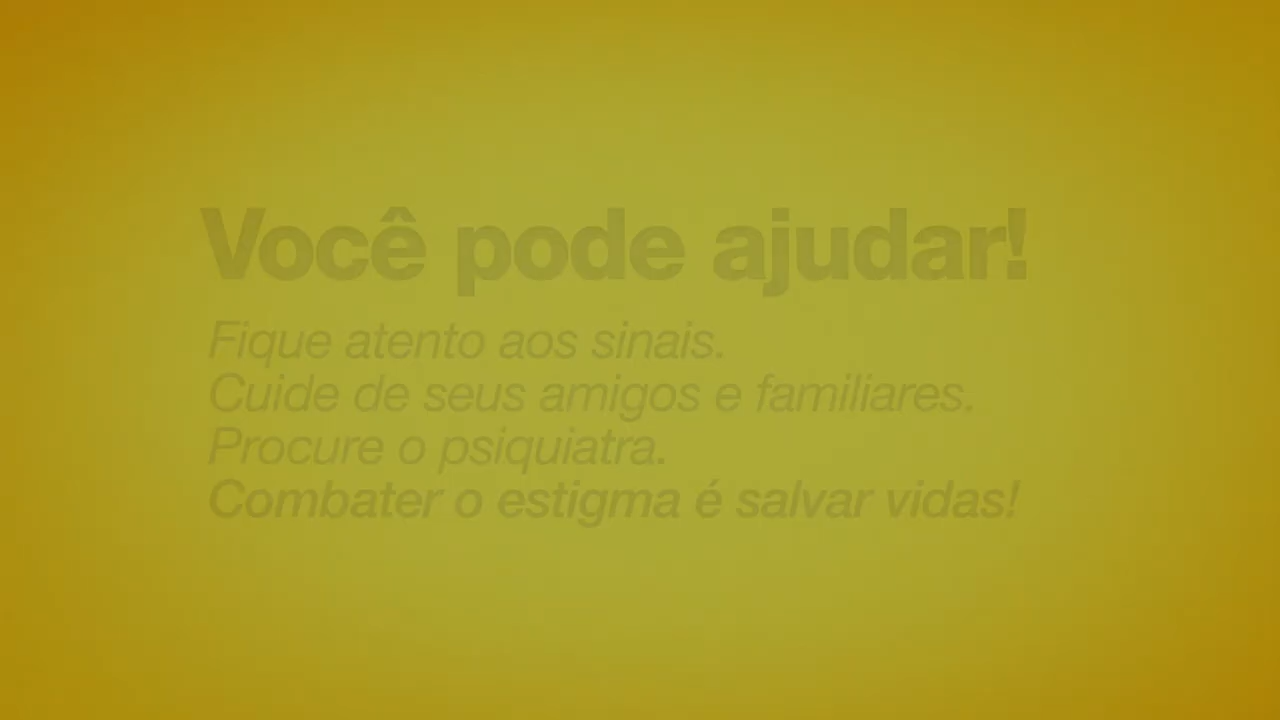 Você pode ajudar!
Fique atento aos sinais.
Cuide de seus amigos e familiares.
Procure o psiquiatra.
Combater o estigma é salvar vidas!